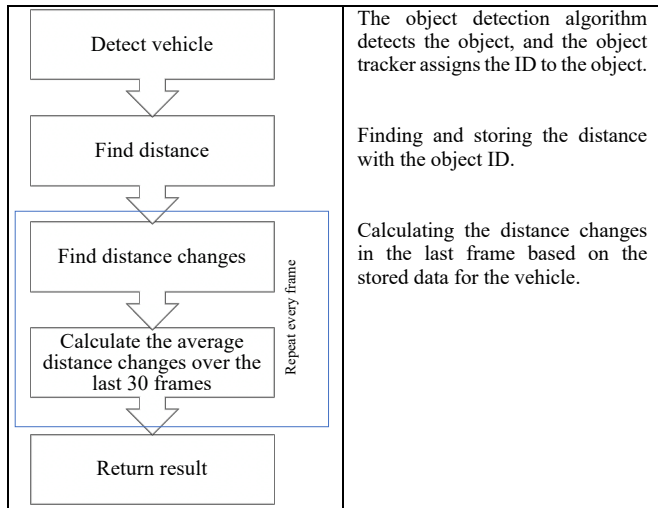 Detect vehicle
The object detection algorithm
detects the object, and the object
tracker assigns the ID to the object.
Find distance
Finding and storing the distance
with the object ID.
Find distance changes
Calculating the distance changes
in the last frame based on the
stored data for the vehicle.
Calculate the average
distance changes over the
last 30 frames
Repeat every frame
Return result